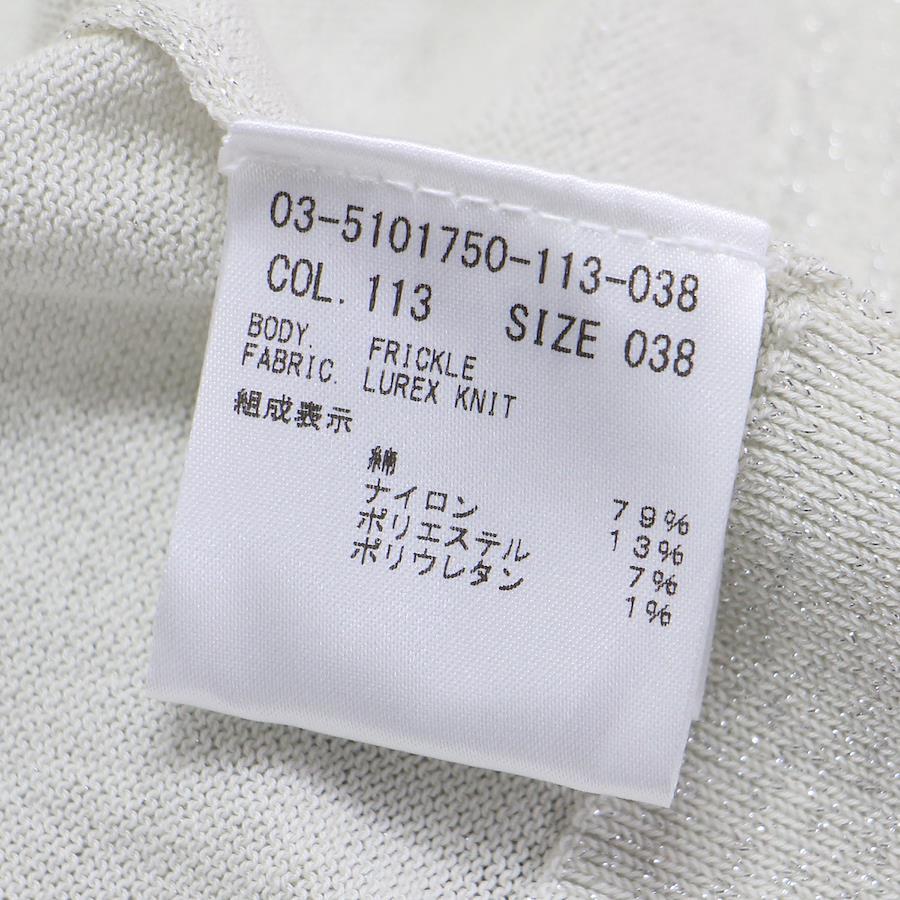 03-5101750-113-038
COL. 113 SIZE 038
BODY. FRICKLE
FABRIC. LUREX KNIT
組成表示
綿 79%
ナイロン 13%
ポリエステル 7%
ポリウレタン 1%